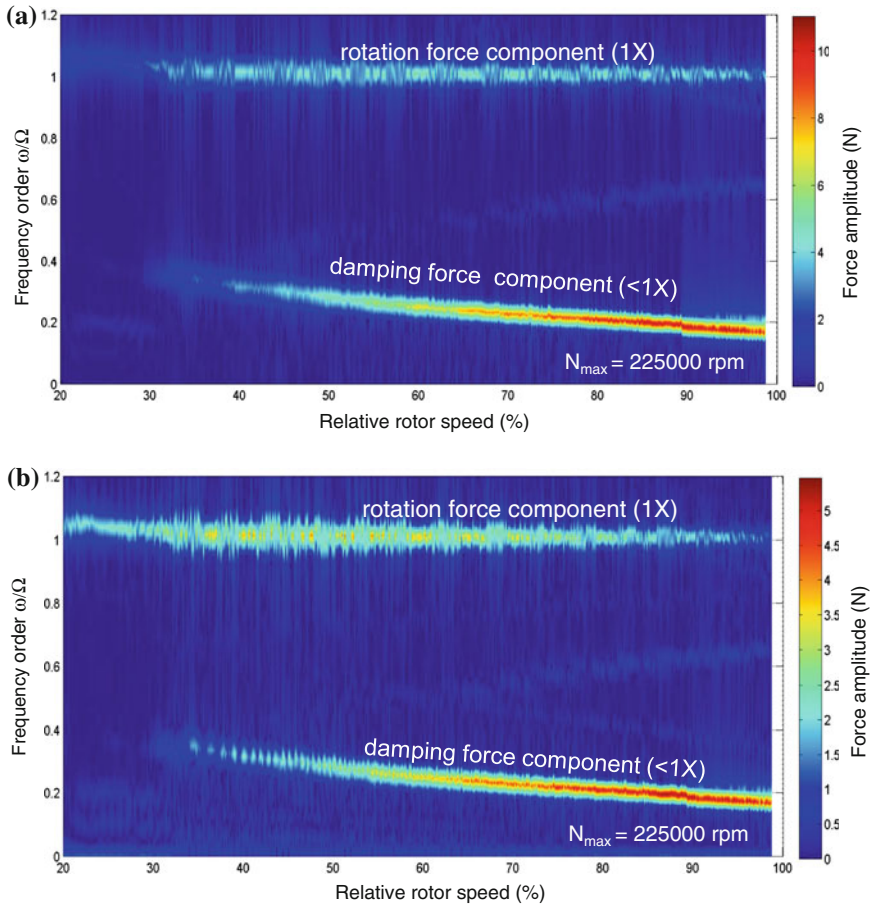 (a)
1.2
rotation force component (1X)
1
0.8
0.6
0.4
damping force component (<1X)
0.2
N_max = 225000 rpm
0
20 30 40 50 60 70 80 90 100
Relative rotor speed (%)
Frequency order ω/Ω
10
8
6
4
2
0
Force amplitude (N)
(b)
1.2
rotation force component (1X)
1
0.8
0.6
0.4
damping force component (<1X)
0.2
N_max = 225000 rpm
0
20 30 40 50 60 70 80 90 100
Relative rotor speed (%)
Frequency order ω/Ω
5
4.5
4
3.5
3
2.5
2
1.5
1
0.5
0
Force amplitude (N)